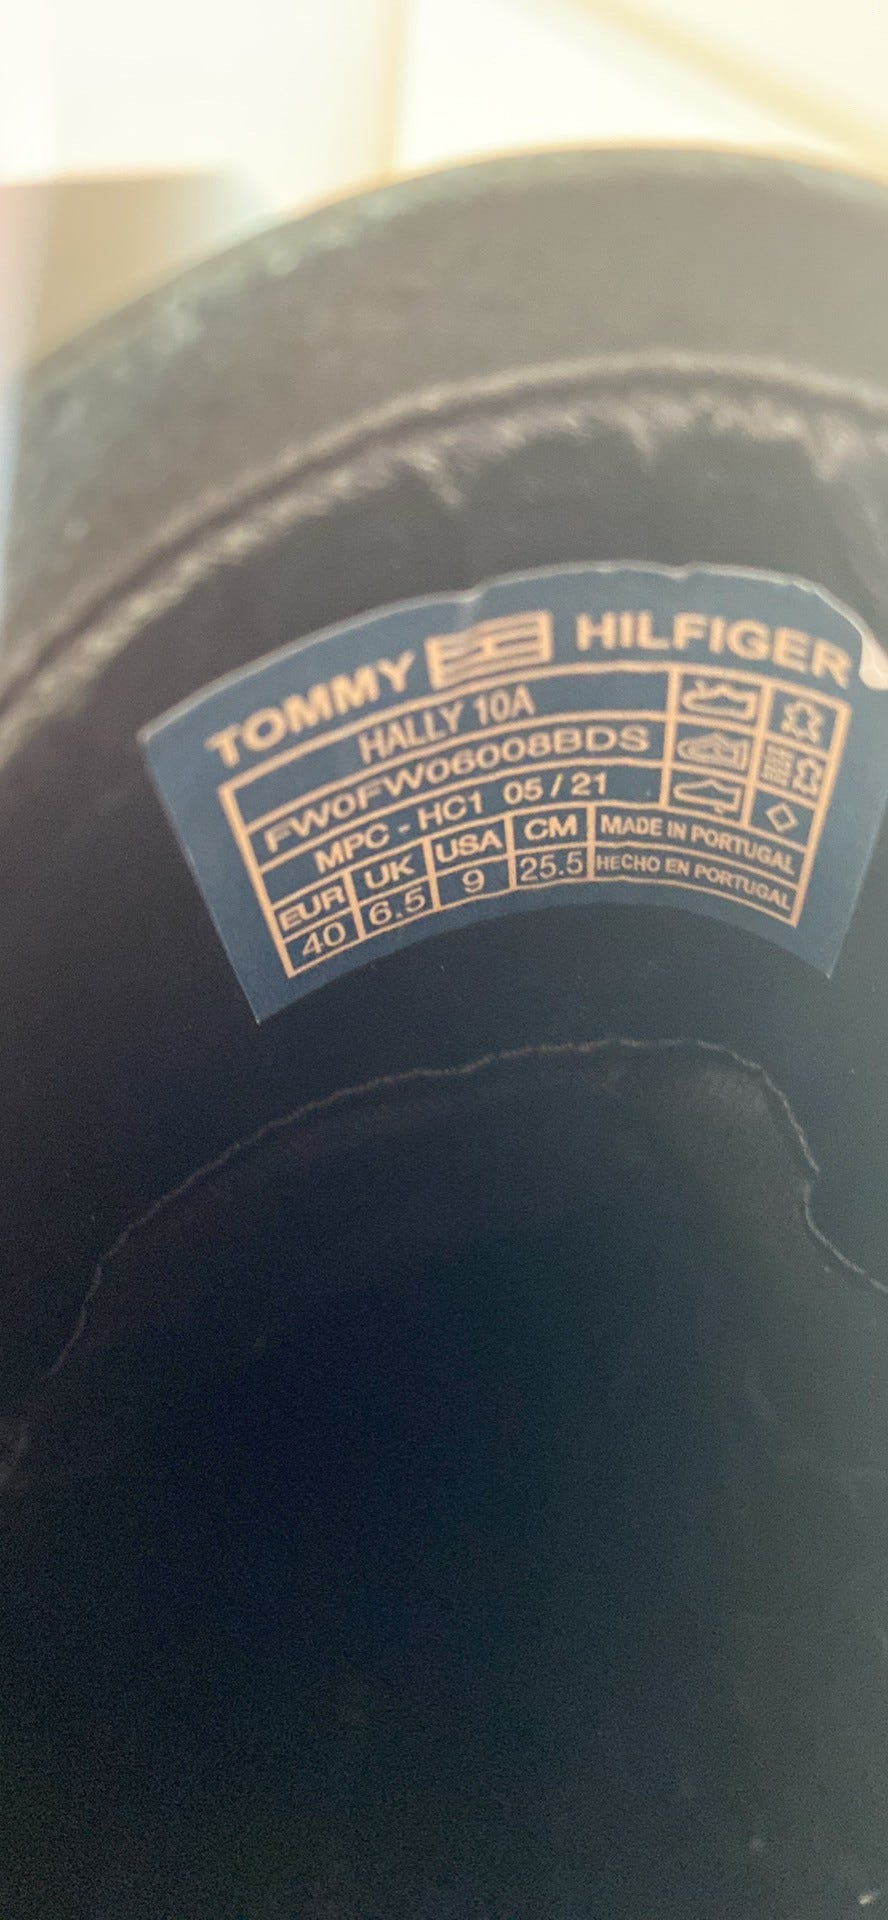 TOMMY HILFIGER
HALLY 10A
FW0FW06008BDS
MPC - HC1 05 / 21
EUR UK USA CM MADE IN PORTUGAL
40 6.5 9 25.5 HECHO EN PORTUGAL